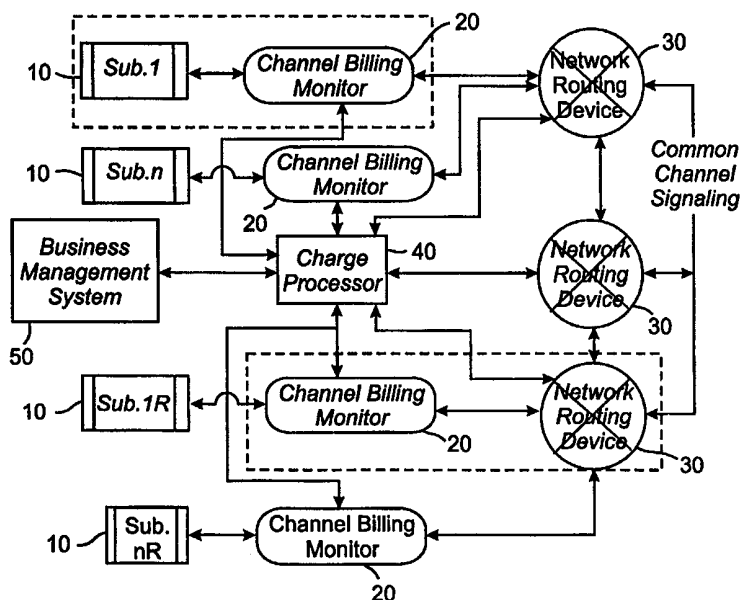 20
30
10
Sub.1
Channel Billing
Monitor
Network
Routing
Device
10
Sub.n
Channel Billing
Monitor
20
Common
Channel
Signaling
Business
Management
System
50
Charge
Processor
40
Network
Routing
Device
30
10
Sub.1R
Channel Billing
Monitor
20
Network
Routing
Device
30
10
Sub.
nR
Channel Billing
Monitor
20